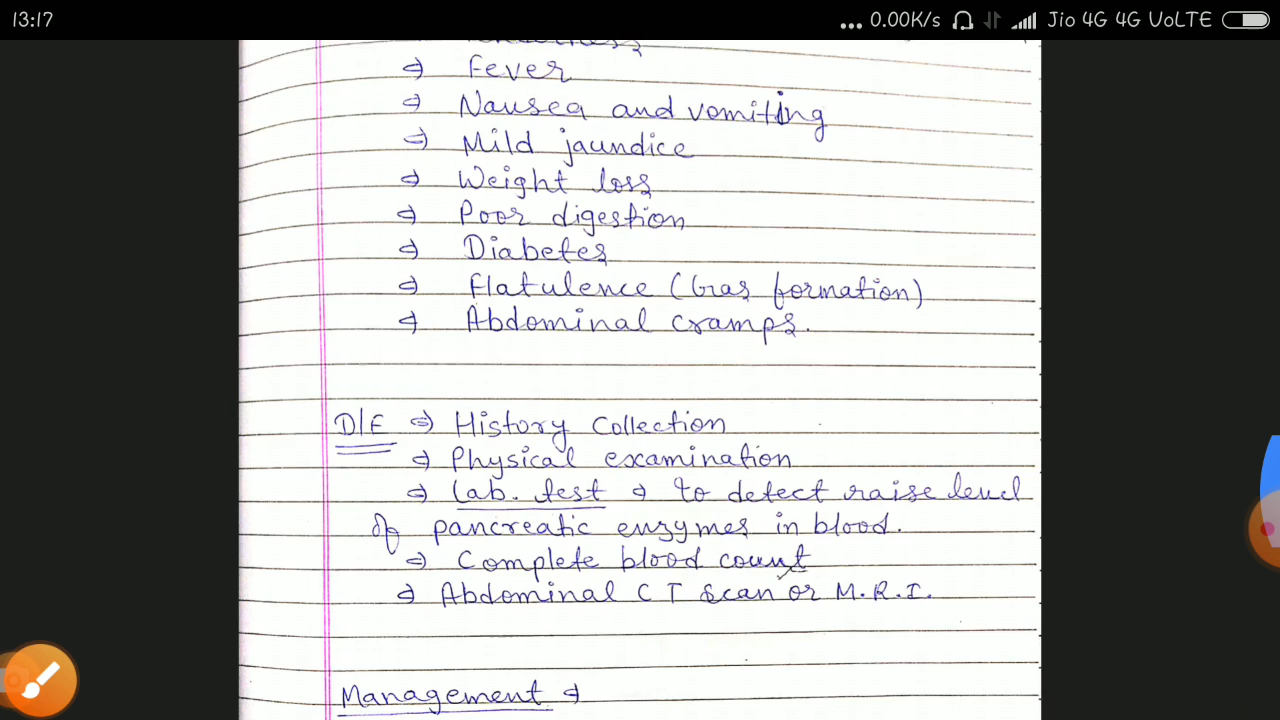 13:17
... 0.00K/s Jio 4G 4G VoLTE
⇒ Fever
⇒ Nausea and vomiting
⇒ Mild jaundice
⇒ Weight loss
⇒ Poor digestion
⇒ Diabetes
⇒ Flatulence (Gas formation)
⇒ Abdominal cramps.
D/E ⇒ History Collection
⇒ Physical examination
⇒ Lab. test ⇒ to detect raise level
of pancreatic enzymes in blood.
⇒ Complete blood count
⇒ Abdominal CT scan or M.R.I.
Management ⇒